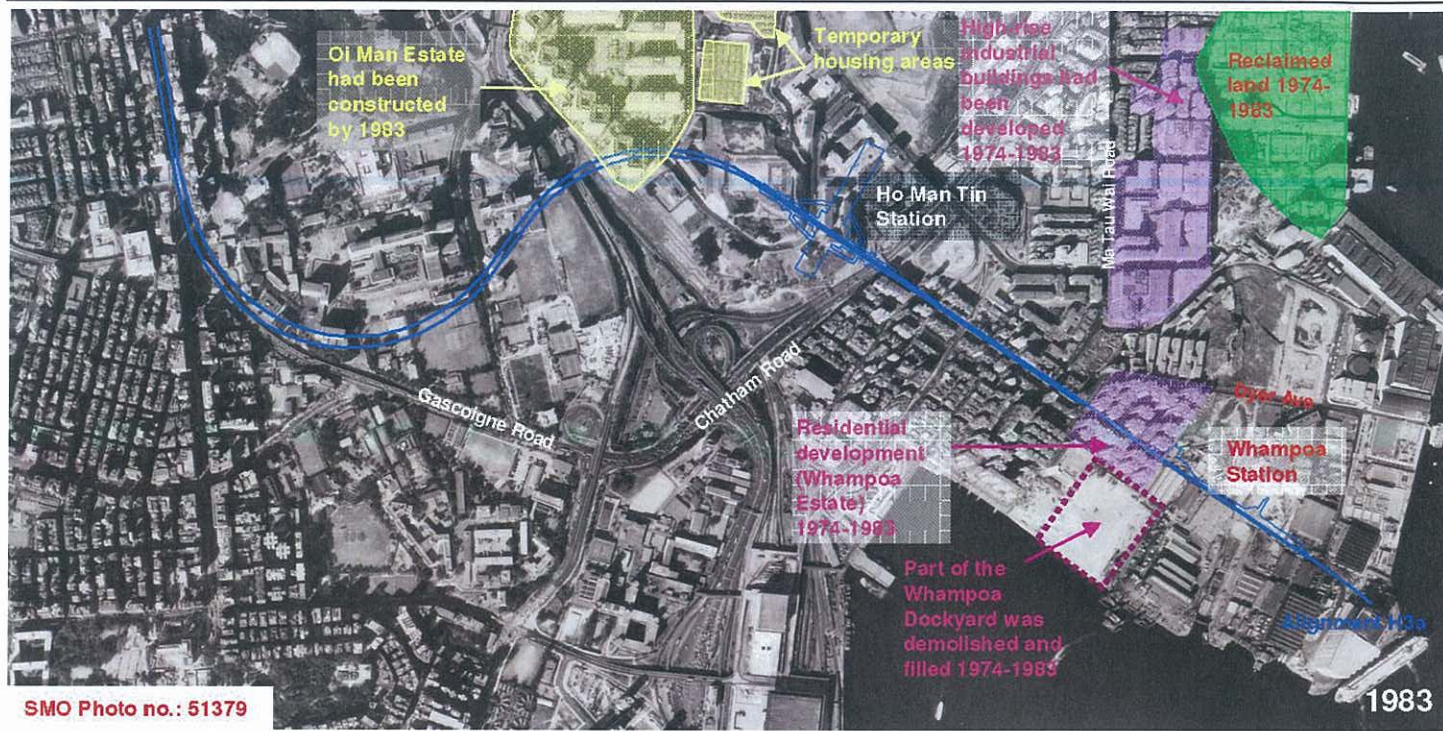 Oi Man Estate
had been
constructed
by 1983
Temporary
housing areas
High-rise
industrial
buildings had
been
developed
1974-1983
Reclaimed
land 1974-
1983
Ma Tau Wai Road
Ho Man Tin
Station
Gascoigne Road
Chatham Road
Dyer Ave
Residential
development
(Whampoa
Estate)
1974-1983
Whampoa
Station
Part of the
Whampoa
Dockyard was
demolished and
filled 1974-1983
Alignment H3a
SMO Photo no.: 51379
1983